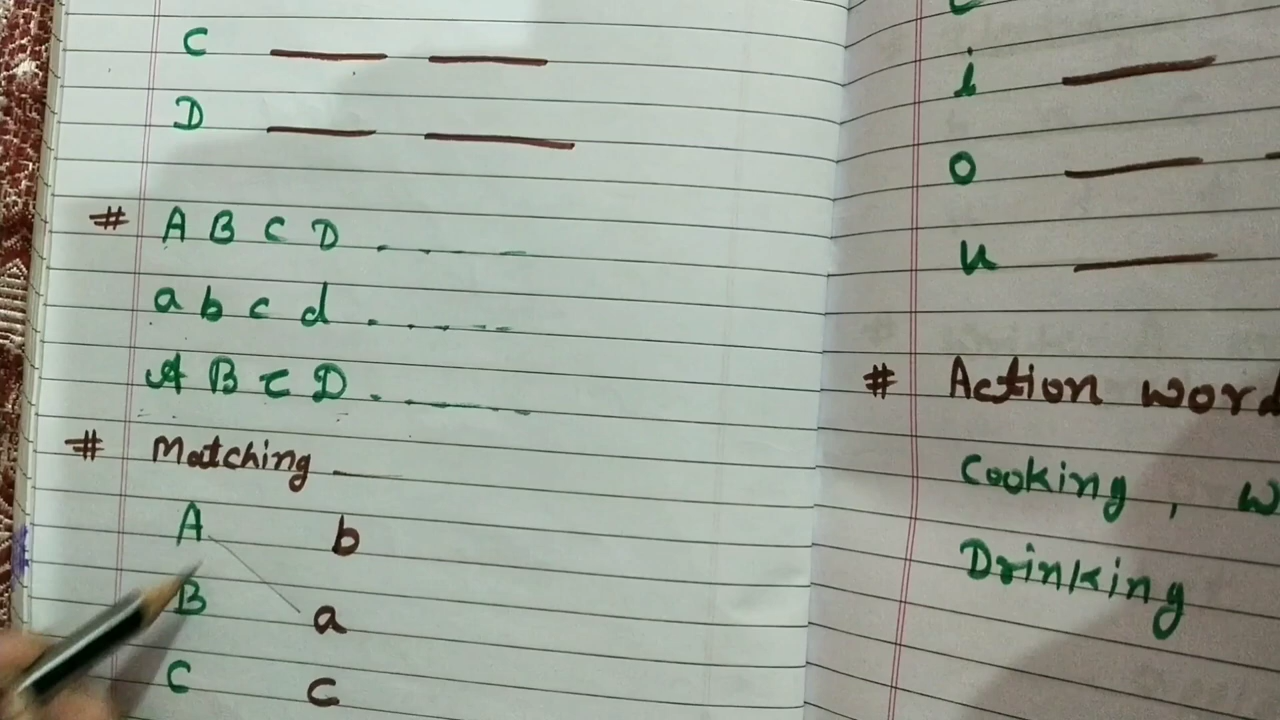 C
D
# A B C D
a b c d
A B C D
# Matching
A b
B a
C c
i
o
u
# Action word
Cooking ,
Drinking